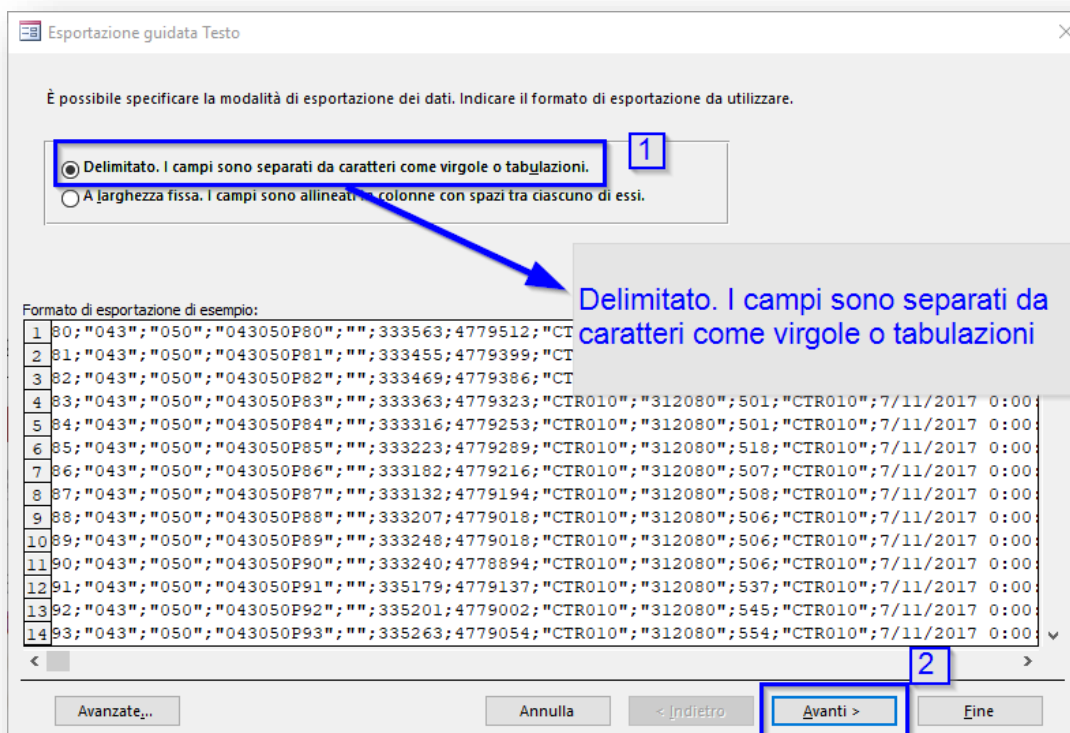 Esportazione guidata Testo
È possibile specificare la modalità di esportazione dei dati. Indicare il formato di esportazione da utilizzare.
1
Delimitato. I campi sono separati da caratteri come virgole o tabulazioni.
A larghezza fissa. I campi sono allineati in colonne con spazi tra ciascuno di essi.
Delimitato. I campi sono separati da
caratteri come virgole o tabulazioni
Formato di esportazione di esempio:
1 80;"043";"050";"043050P80";"";333563;4779512;"CT
2 81;"043";"050";"043050P81";"";333455;4779399;"CT
3 82;"043";"050";"043050P82";"";333469;4779386;"CT
4 83;"043";"050";"043050P83";"";333363;4779323;"CTR010";"312080";501;"CTR010";7/11/2017 0:00:
5 84;"043";"050";"043050P84";"";333316;4779253;"CTR010";"312080";501;"CTR010";7/11/2017 0:00:
6 85;"043";"050";"043050P85";"";333223;4779289;"CTR010";"312080";518;"CTR010";7/11/2017 0:00:
7 86;"043";"050";"043050P86";"";333182;4779216;"CTR010";"312080";507;"CTR010";7/11/2017 0:00:
8 87;"043";"050";"043050P87";"";333132;4779194;"CTR010";"312080";508;"CTR010";7/11/2017 0:00:
9 88;"043";"050";"043050P88";"";333207;4779018;"CTR010";"312080";506;"CTR010";7/11/2017 0:00:
10 89;"043";"050";"043050P89";"";333248;4779018;"CTR010";"312080";506;"CTR010";7/11/2017 0:00:
11 90;"043";"050";"043050P90";"";333240;4778894;"CTR010";"312080";506;"CTR010";7/11/2017 0:00:
12 91;"043";"050";"043050P91";"";335179;4779137;"CTR010";"312080";537;"CTR010";7/11/2017 0:00:
13 92;"043";"050";"043050P92";"";335201;4779002;"CTR010";"312080";545;"CTR010";7/11/2017 0:00:
14 93;"043";"050";"043050P93";"";335263;4779054;"CTR010";"312080";554;"CTR010";7/11/2017 0:00:
2
Avanzate... Annulla < Indietro Avanti > Fine